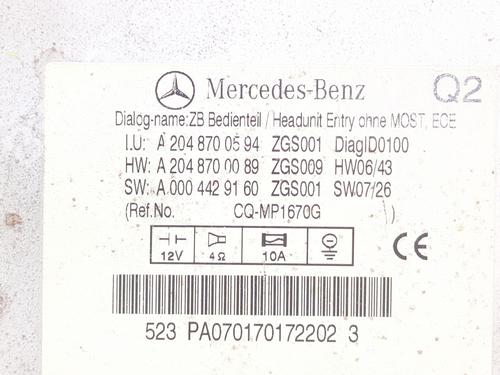 Mercedes-Benz Q2
Dialog-name:ZB Bedienteil / Headunit Entry ohne MOST, ECE
I.U: A 204 870 05 94 ZGS001 DiagID0100
HW: A 204 870 00 89 ZGS009 HW06/43
SW: A 000 442 91 60 ZGS001 SW07/26
(Ref.No. CQ-MP1670G )
12V 4Ω 10A
CE
523 PA070170172202 3